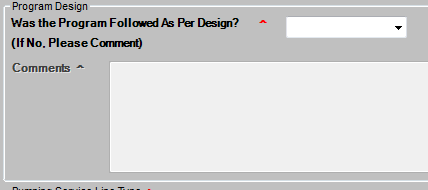 Program Design
Was the Program Followed As Per Design? ^
(If No, Please Comment)
Comments ^